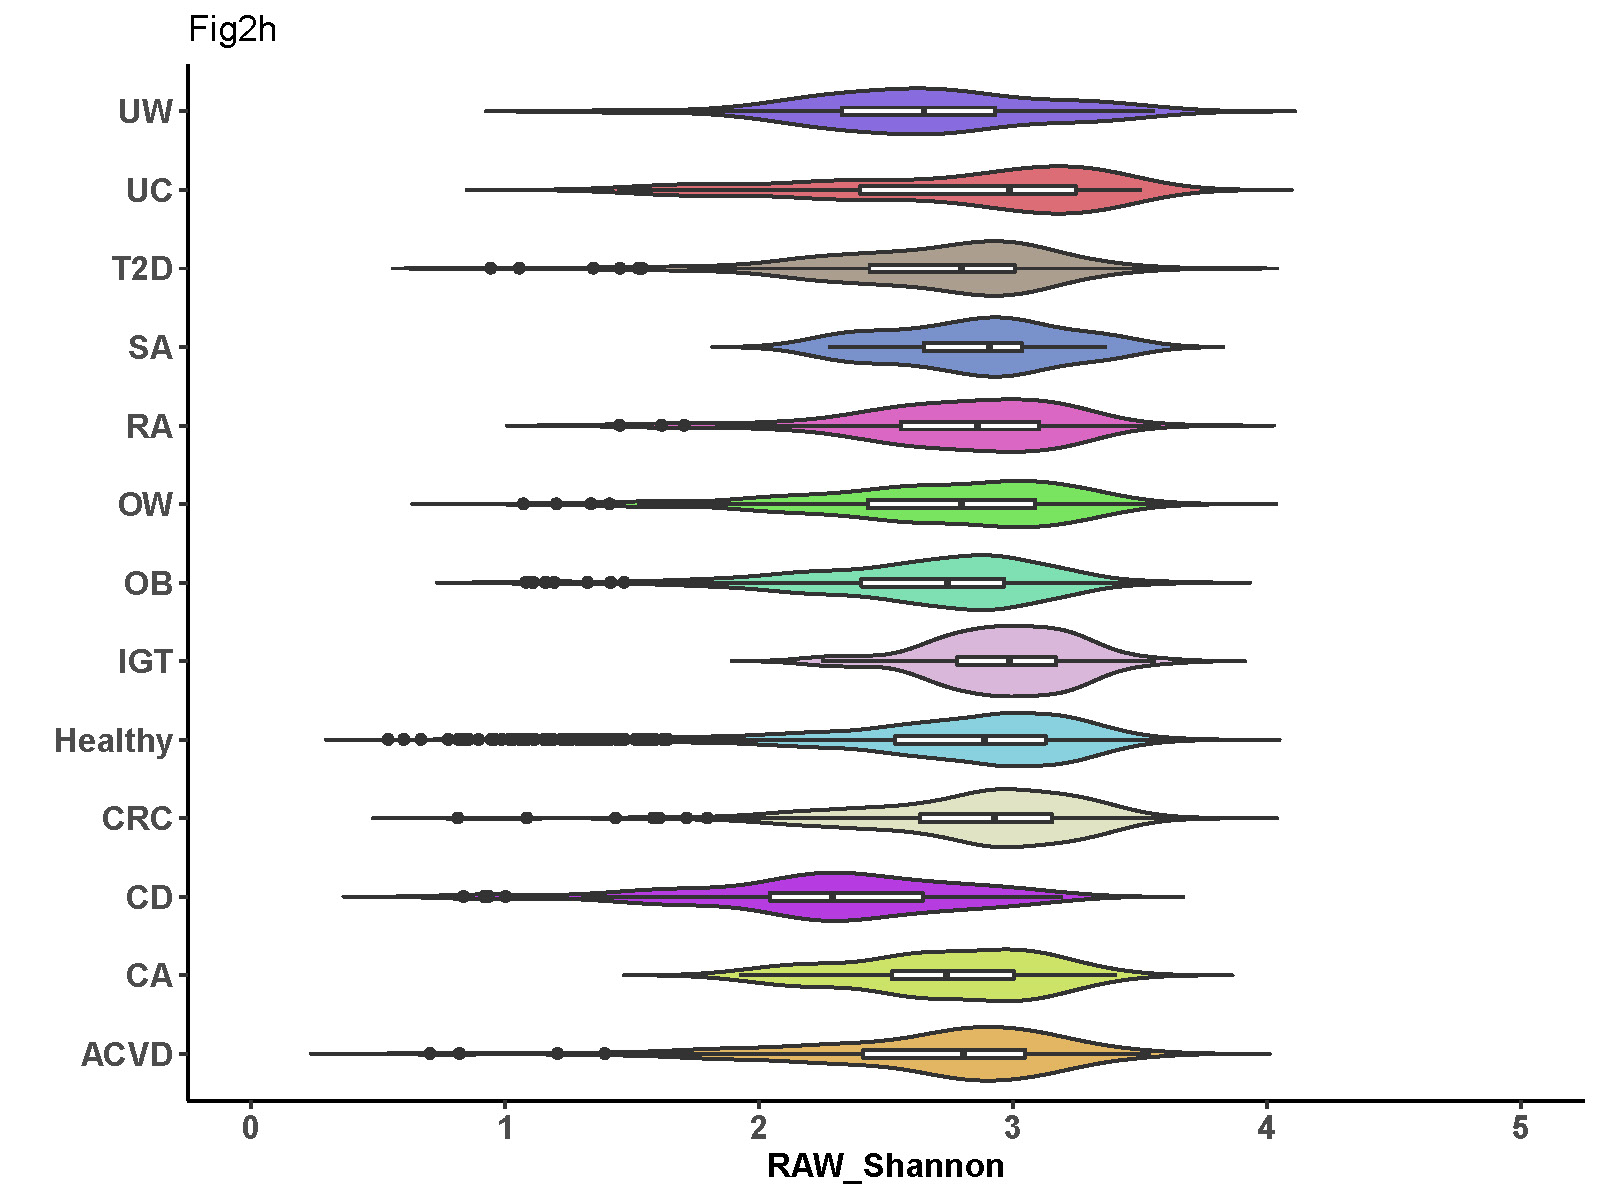 Fig2h
UW
UC
T2D
SA
RA
OW
OB
IGT
Healthy
CRC
CD
CA
ACVD
0 1 2 3 4 5
RAW_Shannon